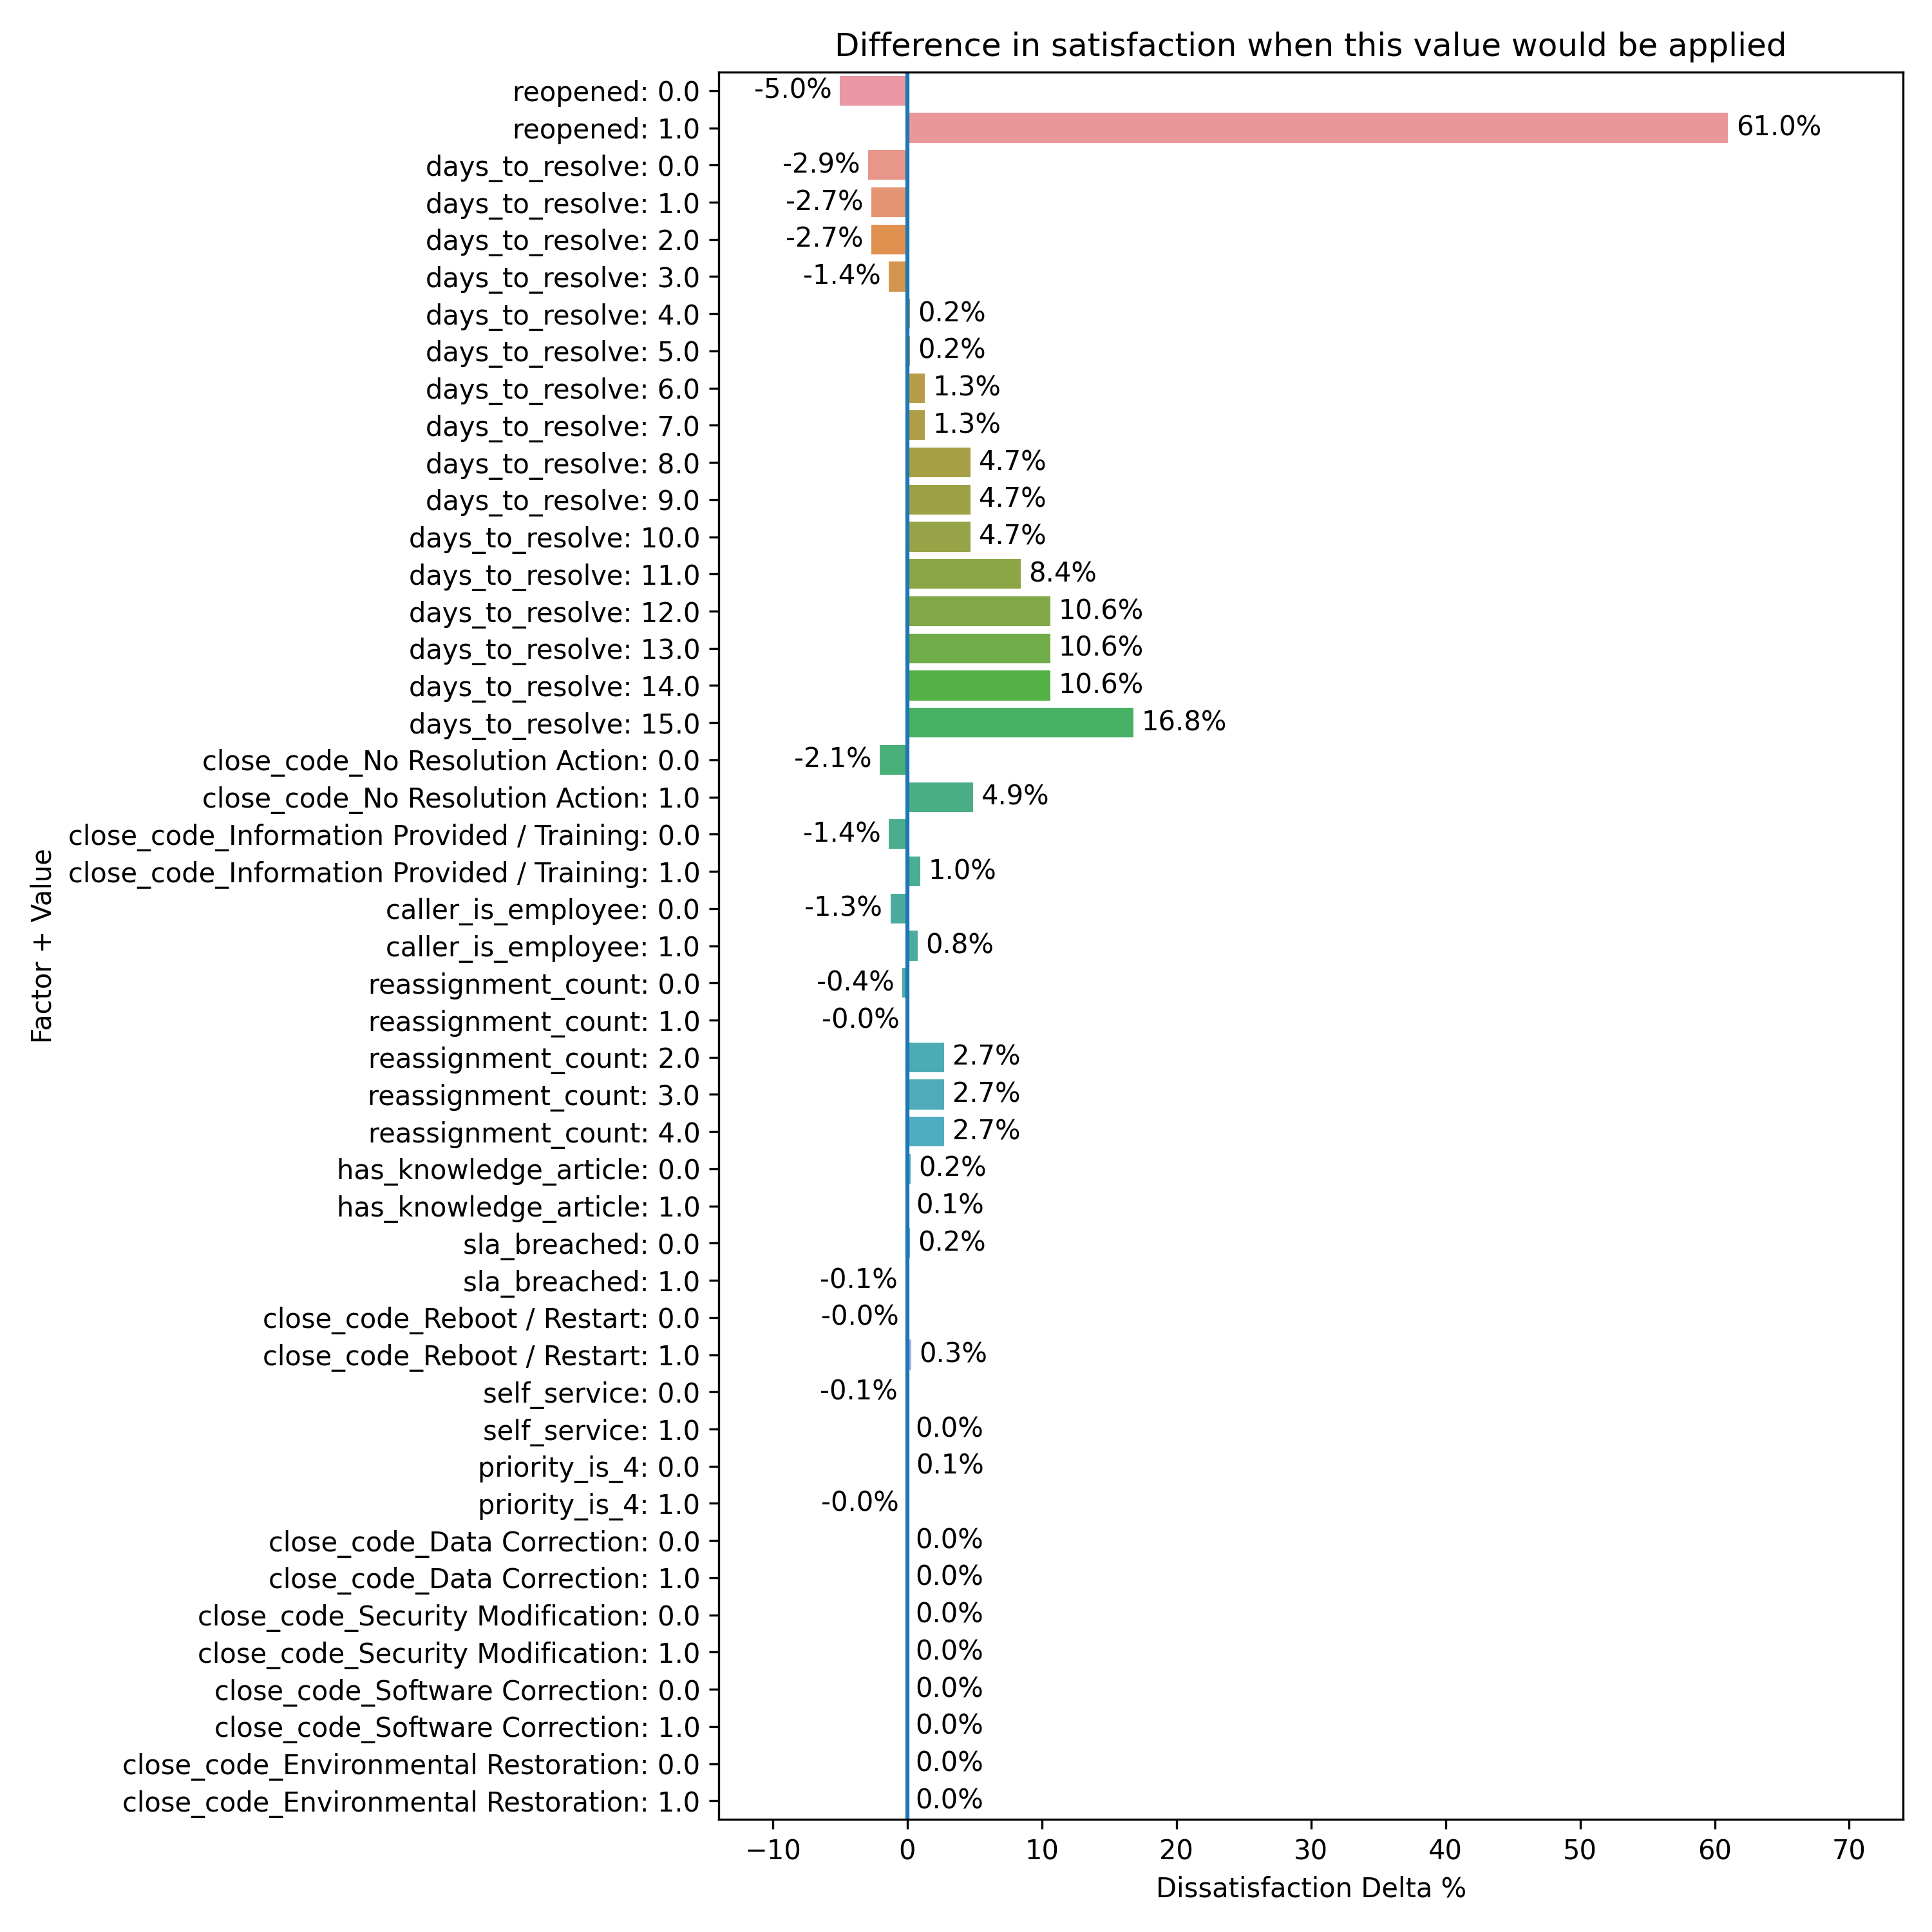 Difference in satisfaction when this value would be applied
reopened: 0.0 -5.0%
reopened: 1.0 61.0%
days_to_resolve: 0.0 -2.9%
days_to_resolve: 1.0 -2.7%
days_to_resolve: 2.0 -2.7%
days_to_resolve: 3.0 -1.4%
days_to_resolve: 4.0 0.2%
days_to_resolve: 5.0 0.2%
days_to_resolve: 6.0 1.3%
days_to_resolve: 7.0 1.3%
days_to_resolve: 8.0 4.7%
days_to_resolve: 9.0 4.7%
days_to_resolve: 10.0 4.7%
days_to_resolve: 11.0 8.4%
days_to_resolve: 12.0 10.6%
days_to_resolve: 13.0 10.6%
days_to_resolve: 14.0 10.6%
days_to_resolve: 15.0 16.8%
close_code_No Resolution Action: 0.0 -2.1%
close_code_No Resolution Action: 1.0 4.9%
close_code_Information Provided / Training: 0.0 -1.4%
close_code_Information Provided / Training: 1.0 1.0%
caller_is_employee: 0.0 -1.3%
caller_is_employee: 1.0 0.8%
reassignment_count: 0.0 -0.4%
reassignment_count: 1.0 -0.0%
reassignment_count: 2.0 2.7%
reassignment_count: 3.0 2.7%
reassignment_count: 4.0 2.7%
has_knowledge_article: 0.0 0.2%
has_knowledge_article: 1.0 0.1%
sla_breached: 0.0 0.2%
sla_breached: 1.0 -0.1%
close_code_Reboot / Restart: 0.0 -0.0%
close_code_Reboot / Restart: 1.0 0.3%
self_service: 0.0 -0.1%
self_service: 1.0 0.0%
priority_is_4: 0.0 0.1%
priority_is_4: 1.0 -0.0%
close_code_Data Correction: 0.0 0.0%
close_code_Data Correction: 1.0 0.0%
close_code_Security Modification: 0.0 0.0%
close_code_Security Modification: 1.0 0.0%
close_code_Software Correction: 0.0 0.0%
close_code_Software Correction: 1.0 0.0%
close_code_Environmental Restoration: 0.0 0.0%
close_code_Environmental Restoration: 1.0 0.0%
Factor + Value
−10 0 10 20 30 40 50 60 70
Dissatisfaction Delta %